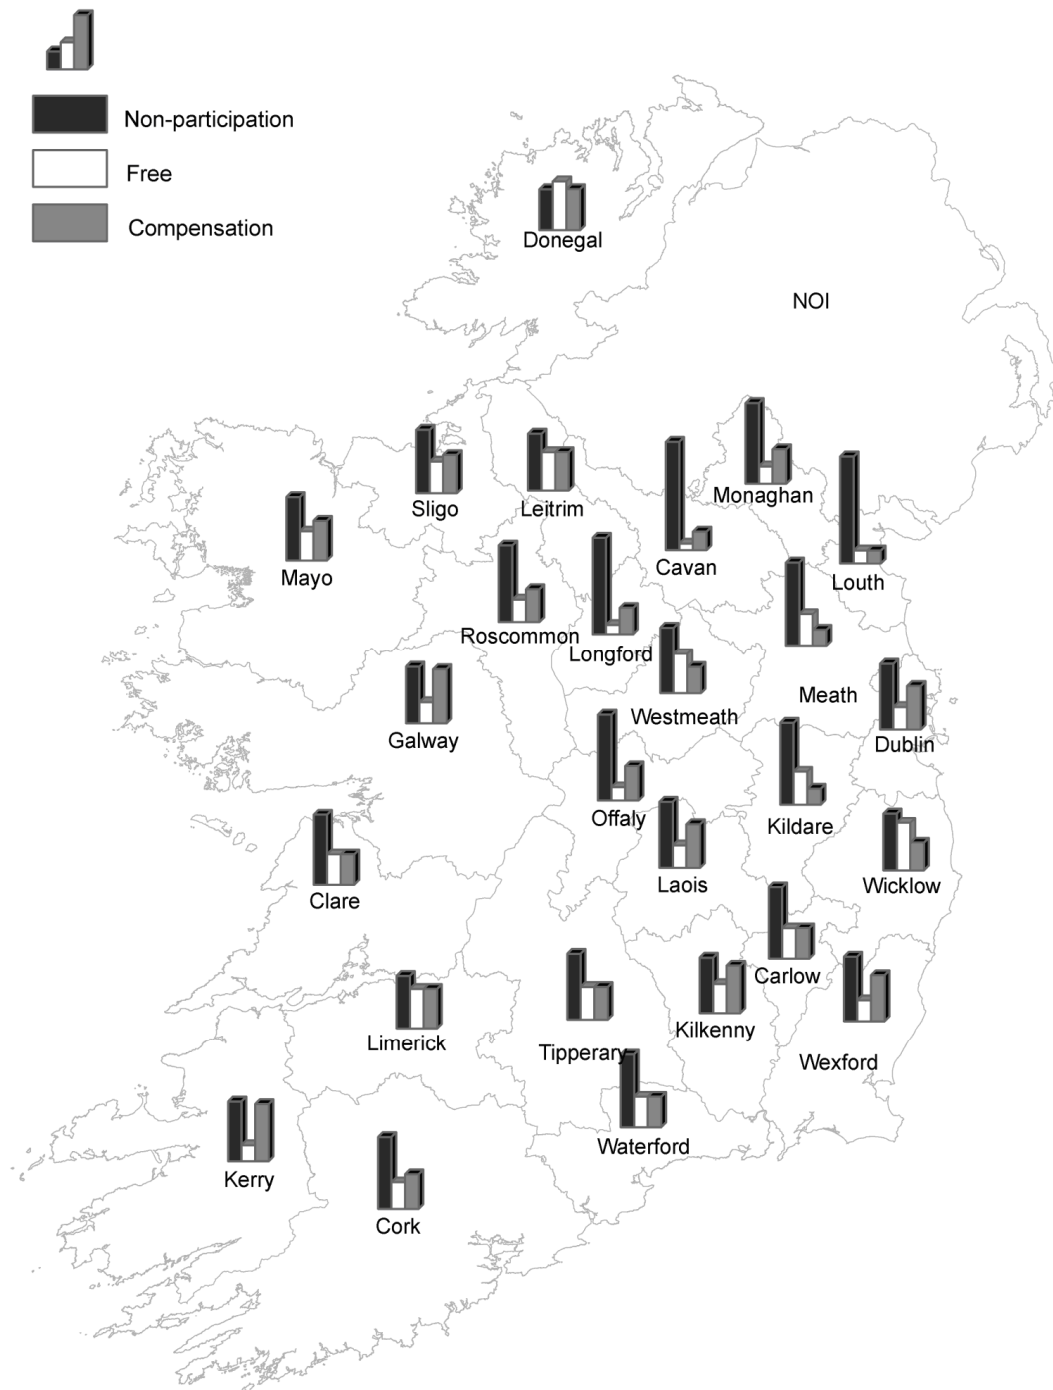 Non-participation
Free
Compensation
Donegal
NOI
Monaghan
Sligo
Leitrim
Cavan
Mayo
Louth
Roscommon
Longford
Meath
Westmeath
Galway
Dublin
Offaly
Kildare
Laois
Wicklow
Clare
Carlow
Kilkenny
Limerick
Tipperary
Wexford
Waterford
Kerry
Cork